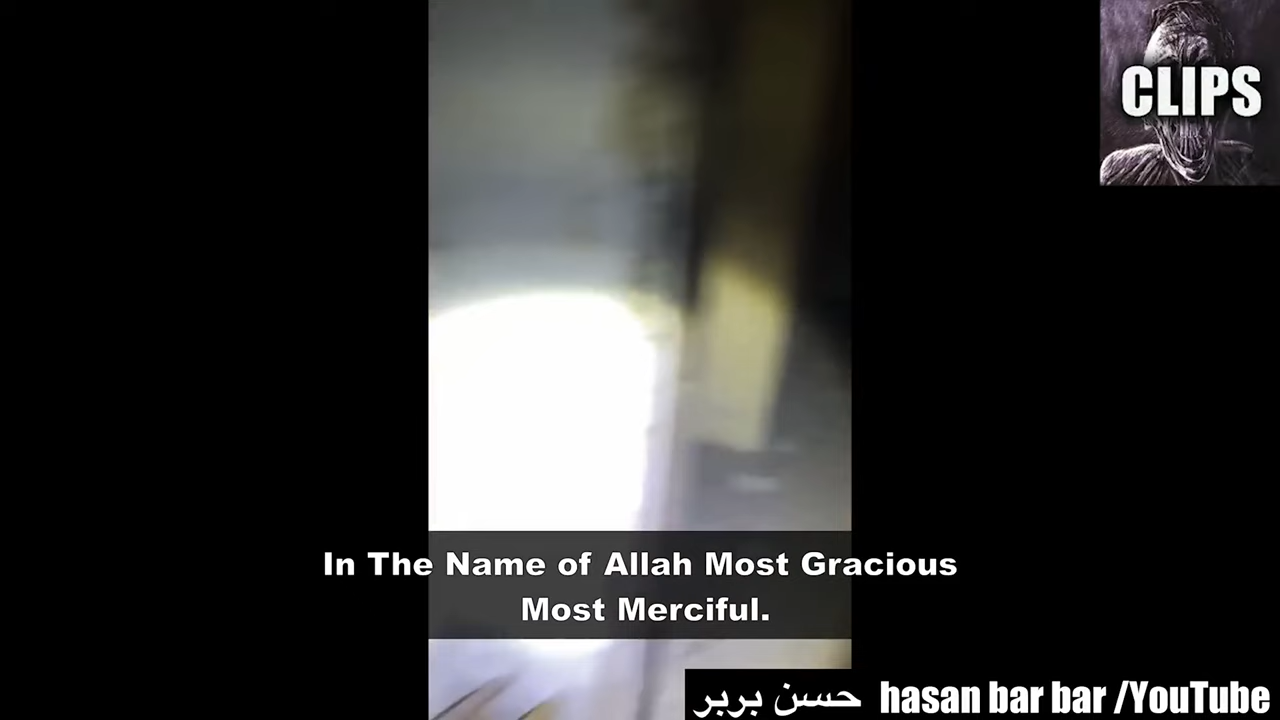 CLIPS
In The Name of Allah Most Gracious
Most Merciful.
حسن بربر hasan bar bar /YouTube